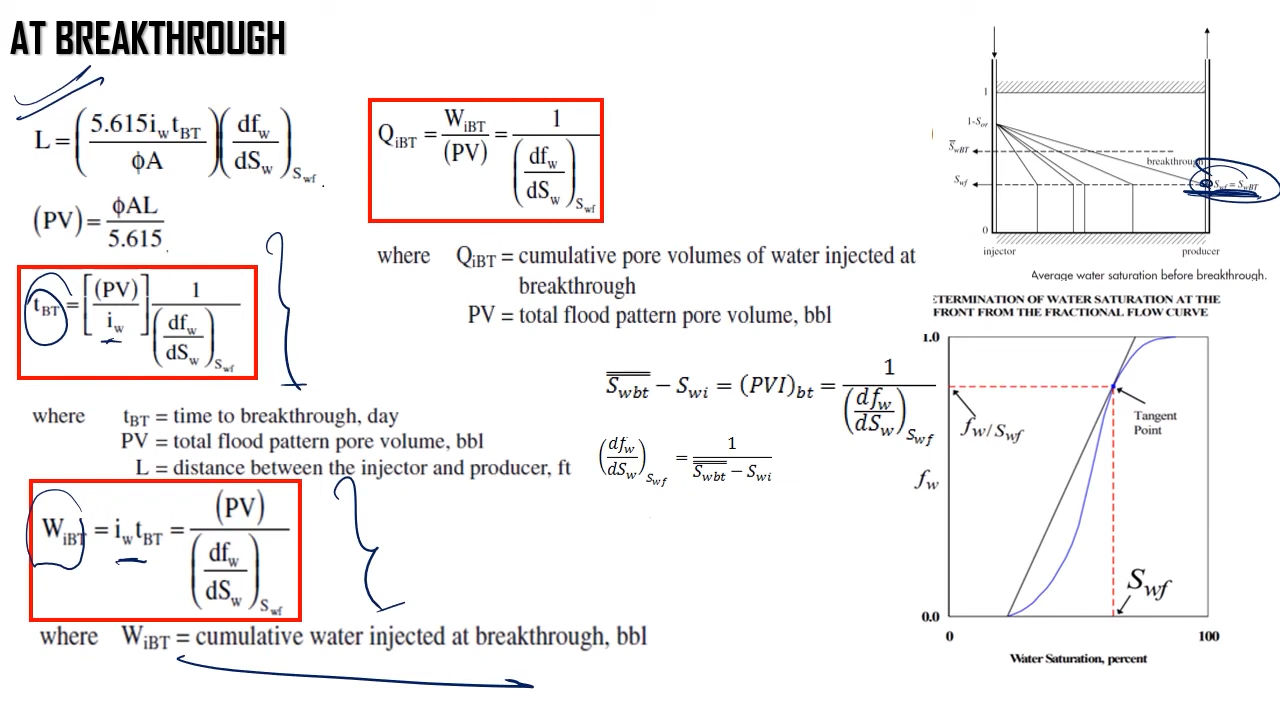 AT BREAKTHROUGH
L = (5.615i_w t_BT / ϕA) (df_w / dS_w)_Swf .
(PV) = ϕAL / 5.615 .
t_BT = [(PV) / i_w] 1 / (df_w / dS_w)_Swf
where t_BT = time to breakthrough, day
PV = total flood pattern pore volume, bbl
L = distance between the injector and producer, ft
W_iBT = i_w t_BT = (PV) / (df_w / dS_w)_Swf
where W_iBT = cumulative water injected at breakthrough, bbl
Q_iBT = W_iBT / (PV) = 1 / (df_w / dS_w)_Swf
where Q_iBT = cumulative pore volumes of water injected at
breakthrough
PV = total flood pattern pore volume, bbl
S̿_wbt − S_wi = (PVI)_bt = 1 / (df_w / dS_w)_Swf
(df_w / dS_w)_Swf = 1 / (S̿_wbt − S_wi)
1
1-S_or
S̅_wBT
breakthrough
S_wf
S_wf = S_wBT
0
injector producer
Average water saturation before breakthrough.
ETERMINATION OF WATER SATURATION AT THE
FRONT FROM THE FRACTIONAL FLOW CURVE
1.0
Tangent
Point
f_w/S_wf
f_w
S_wf
0.0
0 100
Water Saturation, percent